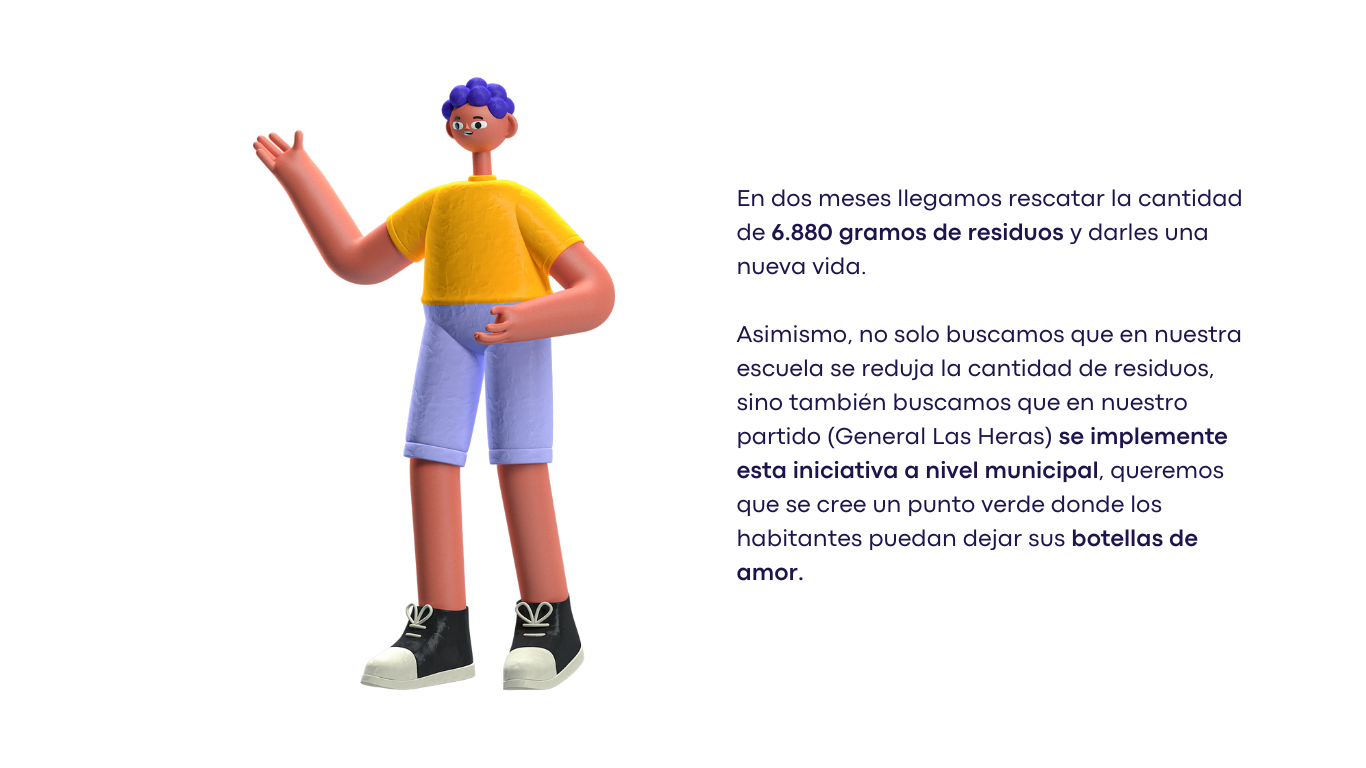 En dos meses llegamos rescatar la cantidad
de 6.880 gramos de residuos y darles una
nueva vida.
Asimismo, no solo buscamos que en nuestra
escuela se reduja la cantidad de residuos,
sino también buscamos que en nuestro
partido (General Las Heras) se implemente
esta iniciativa a nivel municipal, queremos
que se cree un punto verde donde los
habitantes puedan dejar sus botellas de
amor.